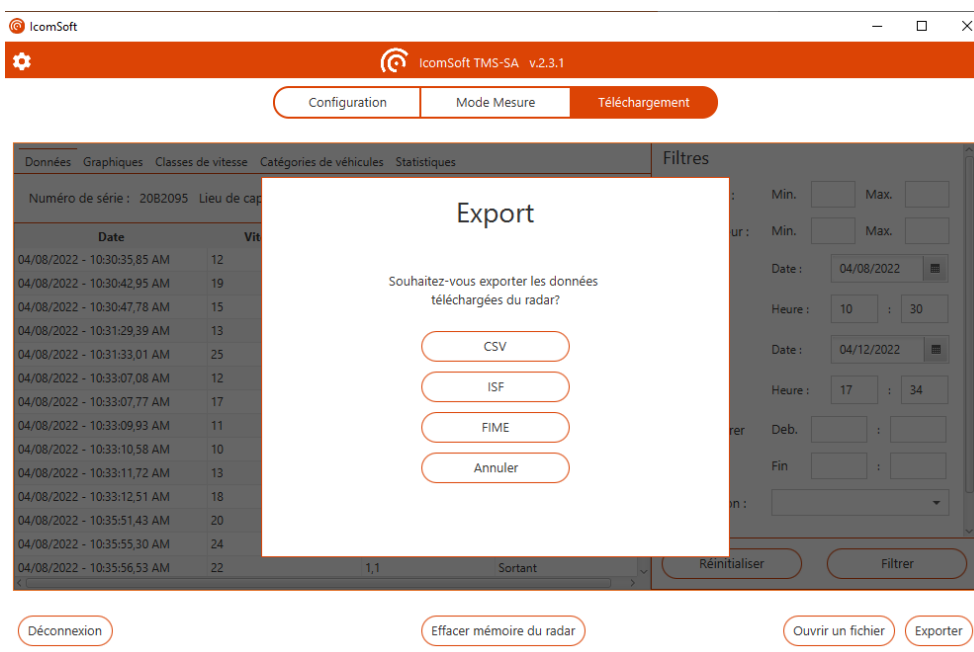 IcomSoft
IcomSoft TMS-SA v.2.3.1
Configuration
Mode Mesure
Téléchargement
Données Graphiques Classes de vitesse Catégories de véhicules Statistiques
Numéro de série : 20B2095 Lieu de cap
Date
Vit
04/08/2022 - 10:30:35,85 AM 12
04/08/2022 - 10:30:42,95 AM 19
04/08/2022 - 10:30:47,78 AM 15
04/08/2022 - 10:31:29,39 AM 13
04/08/2022 - 10:31:33,01 AM 25
04/08/2022 - 10:33:07,08 AM 12
04/08/2022 - 10:33:07,77 AM 17
04/08/2022 - 10:33:09,93 AM 11
04/08/2022 - 10:33:10,58 AM 10
04/08/2022 - 10:33:11,72 AM 13
04/08/2022 - 10:33:12,51 AM 18
04/08/2022 - 10:35:51,43 AM 20
04/08/2022 - 10:35:55,30 AM 24
04/08/2022 - 10:35:56,53 AM 22 1,1 Sortant
Export
Souhaitez-vous exporter les données
téléchargées du radar?
CSV
ISF
FIME
Annuler
Filtres
: Min. Max.
ur : Min. Max.
Date : 04/08/2022
Heure : 10 : 30
Date : 04/12/2022
Heure : 17 : 34
rer Deb. :
Fin :
on :
Réinitialiser
Filtrer
Déconnexion
Effacer mémoire du radar
Ouvrir un fichier
Exporter